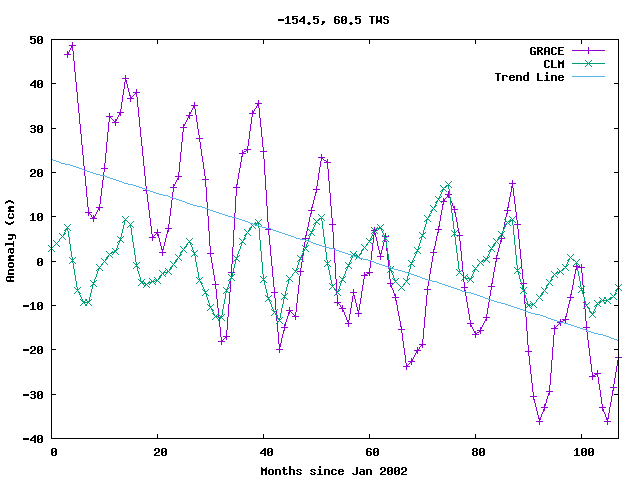 -154.5, 60.5 TWS
GRACE
CLM
Trend Line
50
40
30
20
10
0
-10
-20
-30
-40
Anomaly (cm)
0 20 40 60 80 100
Months since Jan 2002